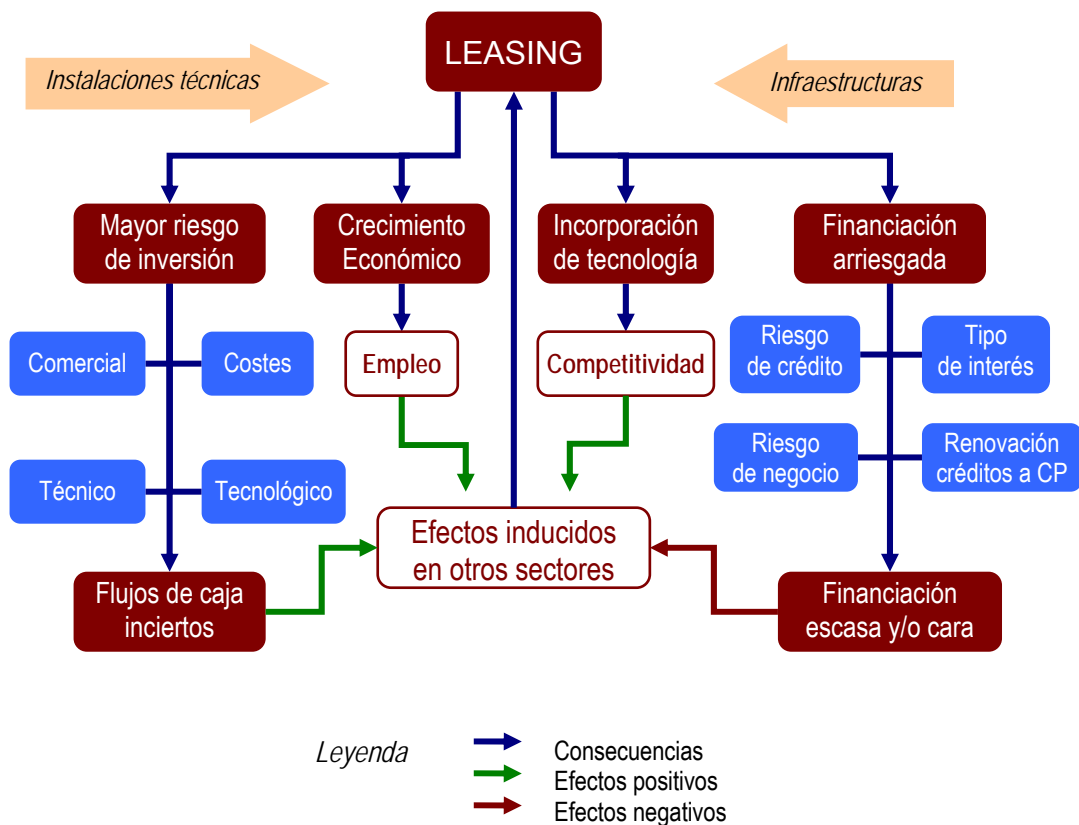 LEASING
Instalaciones técnicas
Infraestructuras
Mayor riesgo
de inversión
Crecimiento
Económico
Incorporación
de tecnología
Financiación
arriesgada
Comercial
Costes
Empleo
Competitividad
Riesgo
de crédito
Tipo
de interés
Técnico
Tecnológico
Riesgo
de negocio
Renovación
créditos a CP
Efectos inducidos
en otros sectores
Flujos de caja
inciertos
Financiación
escasa y/o cara
Leyenda
Consecuencias
Efectos positivos
Efectos negativos